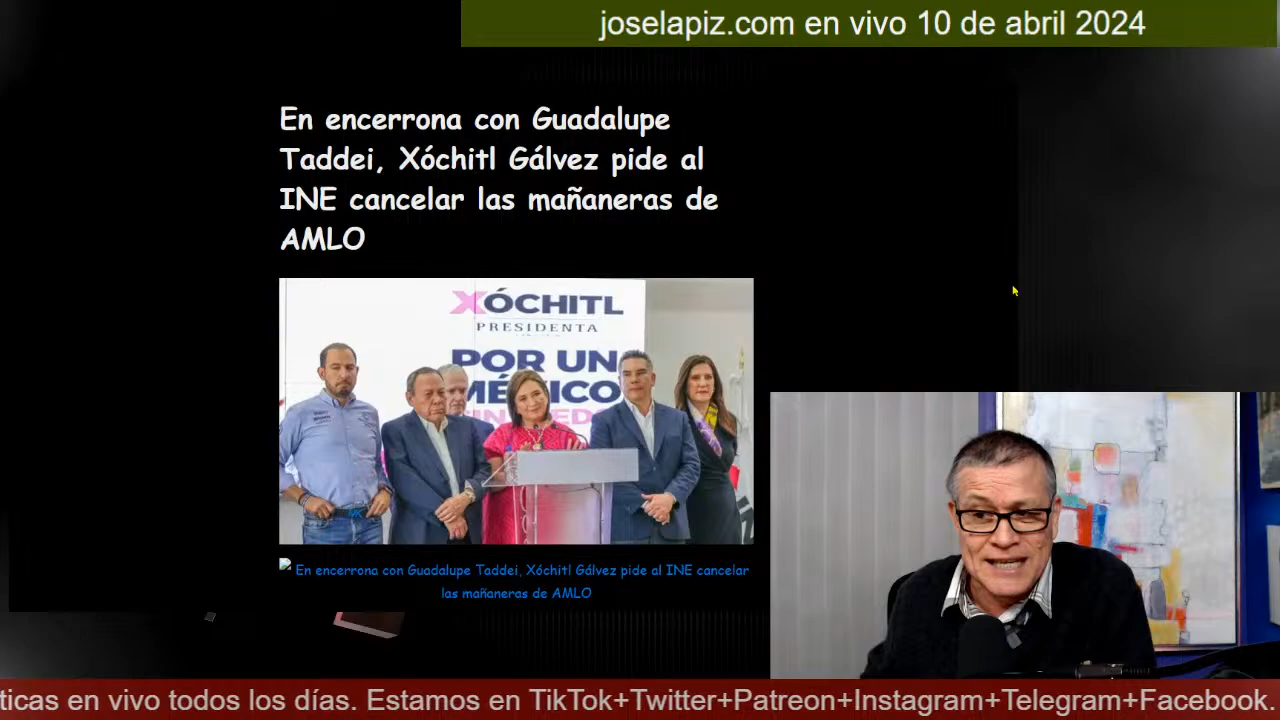 joselapiz.com en vivo 10 de abril 2024
En encerrona con Guadalupe
Taddei, Xóchitl Gálvez pide al
INE cancelar las mañaneras de
AMLO
XÓCHITL
PRESIDENTA
POR UN
MÉXICO
En encerrona con Guadalupe Taddei, Xóchitl Gálvez pide al INE cancelar
las mañaneras de AMLO
ticas en vivo todos los días. Estamos en TikTok+Twitter+Patreon+Instagram+Telegram+Facebook.